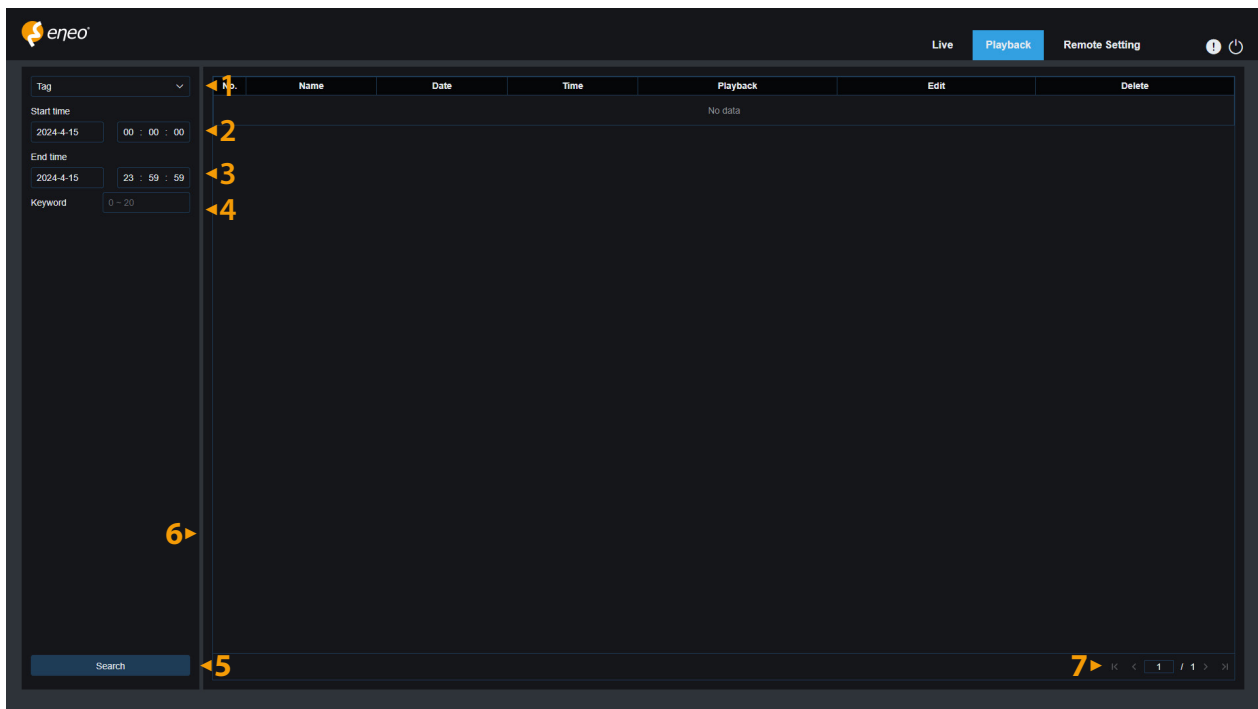 eneo
Live Playback Remote Setting
Tag 1
No. Name Date Time Playback Edit Delete
Start time
No data
2024-4-15 00 : 00 : 00 2
End time
2024-4-15 23 : 59 : 59 3
Keyword 0 ~ 20 4
6
Search 5
7 1 / 1